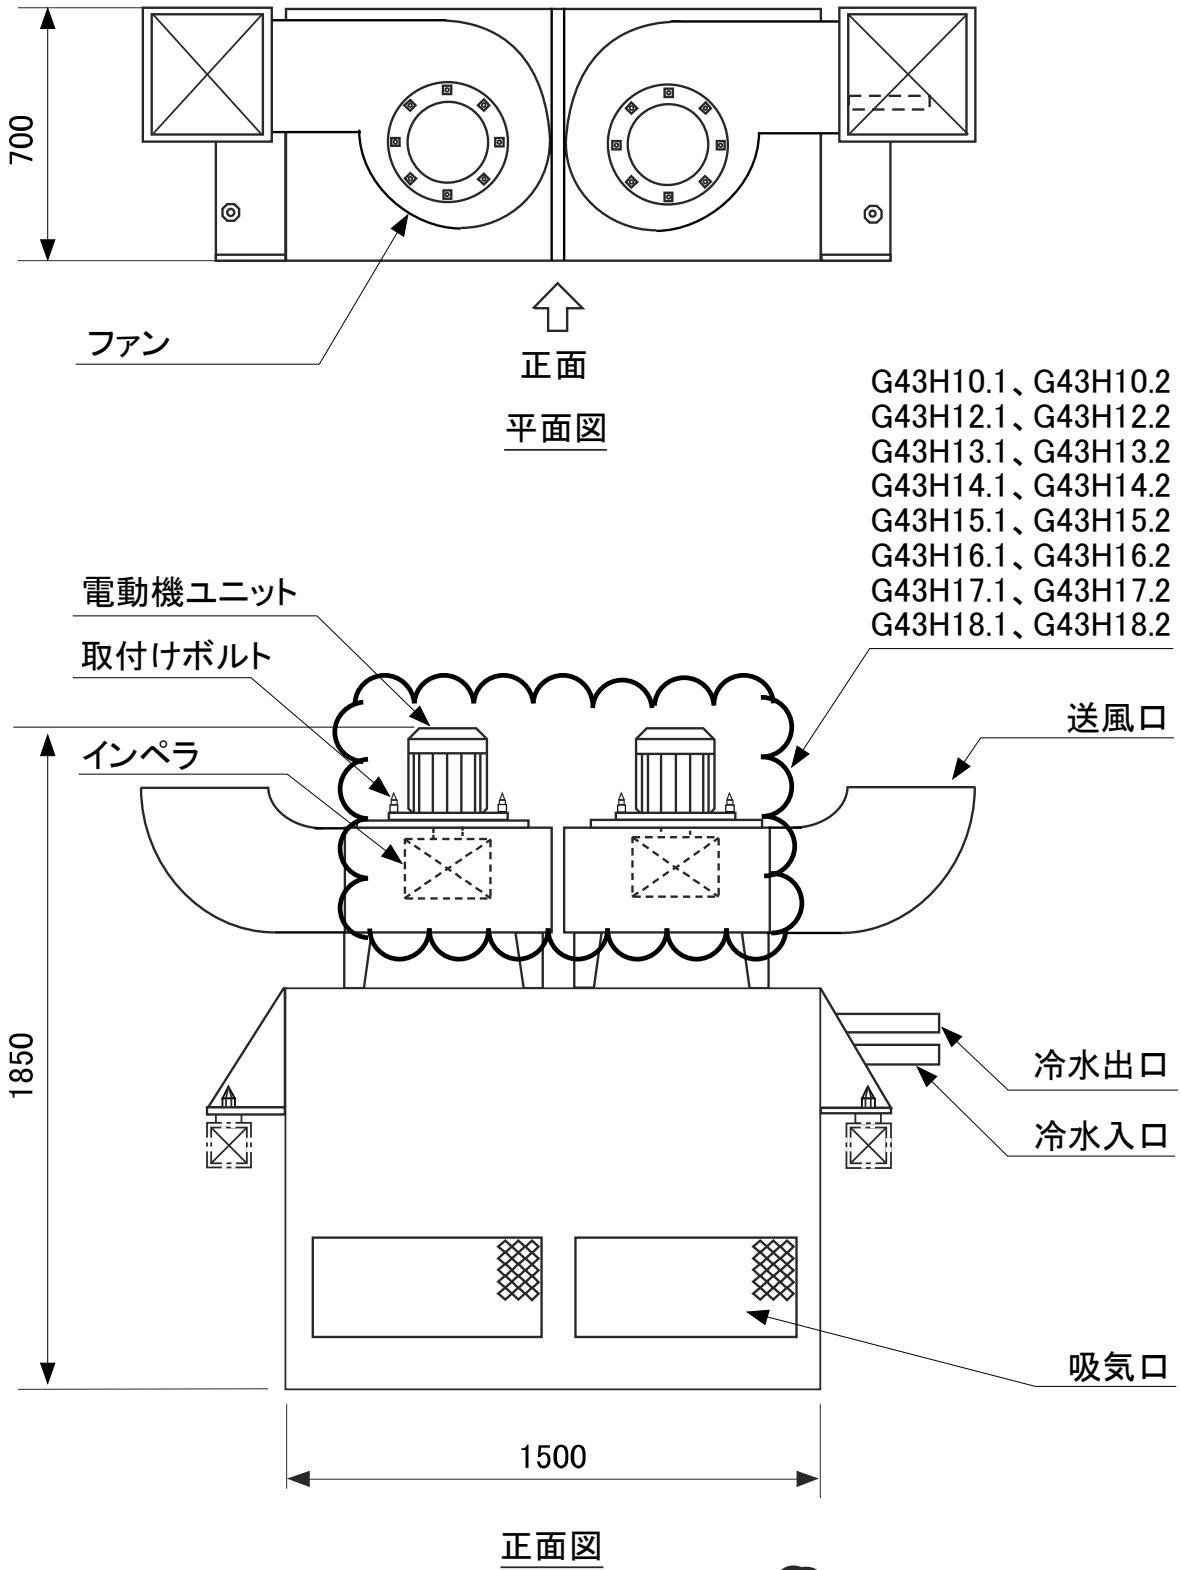 700
ファン
正面
平面図
G43H10.1、G43H10.2
G43H12.1、G43H12.2
G43H13.1、G43H13.2
G43H14.1、G43H14.2
G43H15.1、G43H15.2
G43H16.1、G43H16.2
G43H17.1、G43H17.2
G43H18.1、G43H18.2
電動機ユニット
取付けボルト
インペラ
送風口
1850
冷水出口
冷水入口
吸気口
1500
正面図